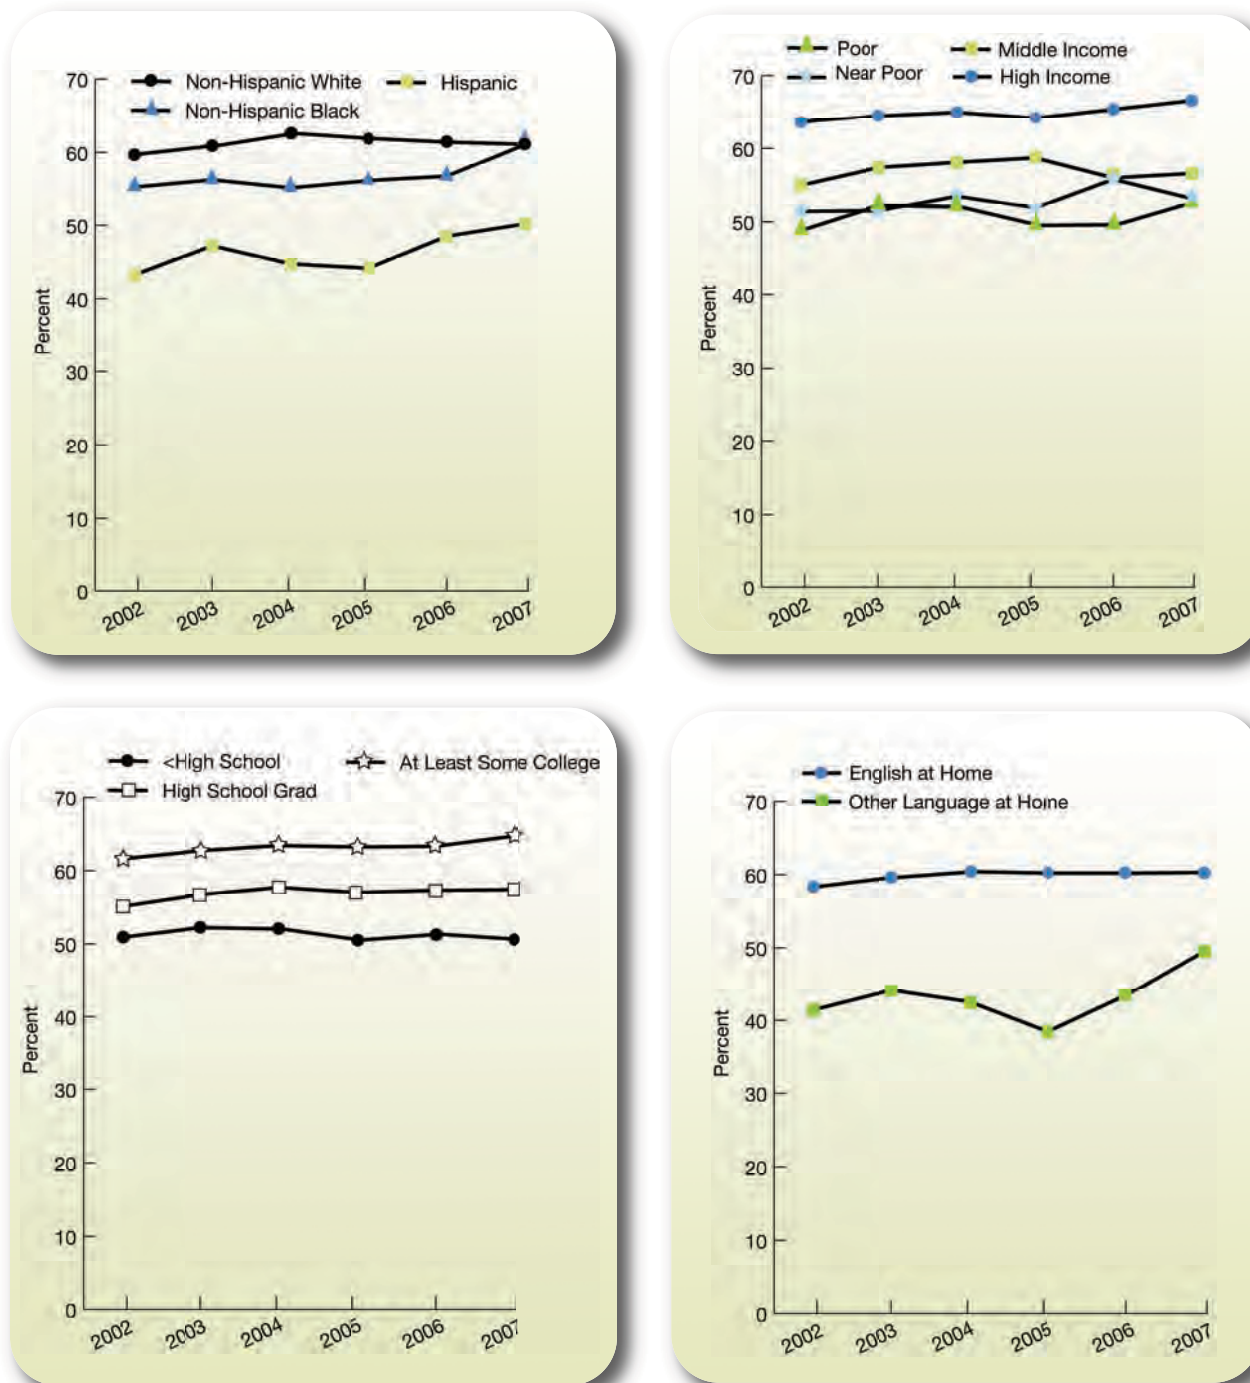 Non-Hispanic White Hispanic
Non-Hispanic Black
70
60
50
40
30
20
10
0
Percent
2002 2003 2004 2005 2006 2007
Poor Middle Income
Near Poor High Income
70
60
50
40
30
20
10
0
Percent
2002 2003 2004 2005 2006 2007
<High School At Least Some College
High School Grad
70
60
50
40
30
20
10
0
Percent
2002 2003 2004 2005 2006 2007
English at Home
Other Language at Home
70
60
50
40
30
20
10
0
Percent
2002 2003 2004 2005 2006 2007